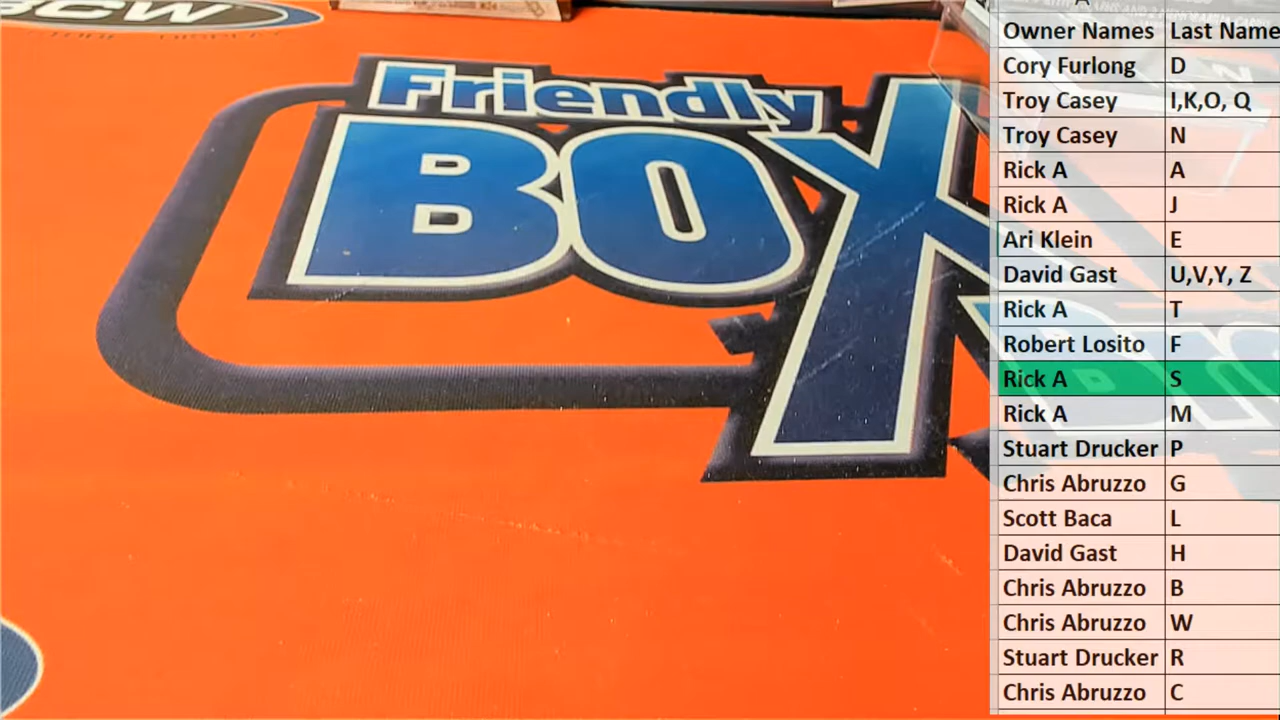 BCW
Friendly
BOX
Owner Names Last Name
Cory Furlong D
Troy Casey I,K,O, Q
Troy Casey N
Rick A A
Rick A J
Ari Klein E
David Gast U,V,Y, Z
Rick A T
Robert Losito F
Rick A S
Rick A M
Stuart Drucker P
Chris Abruzzo G
Scott Baca L
David Gast H
Chris Abruzzo B
Chris Abruzzo W
Stuart Drucker R
Chris Abruzzo C